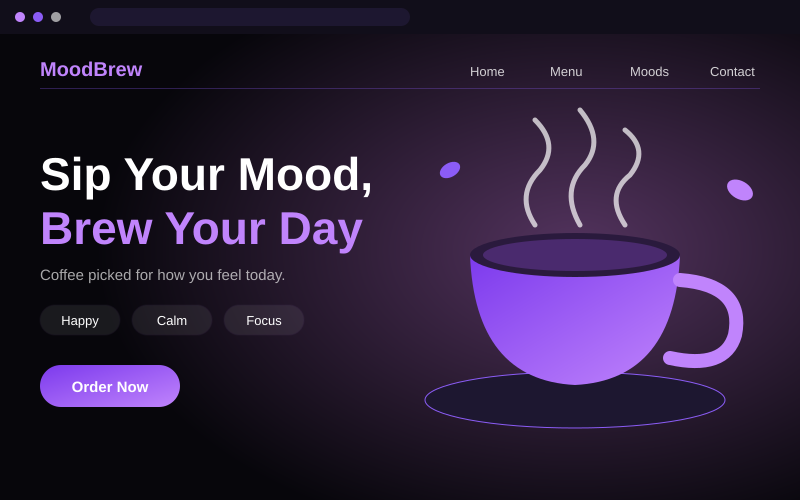 MoodBrew
Home Menu Moods Contact
Sip Your Mood,
Brew Your Day
Coffee picked for how you feel today.
Happy Calm Focus
Order Now